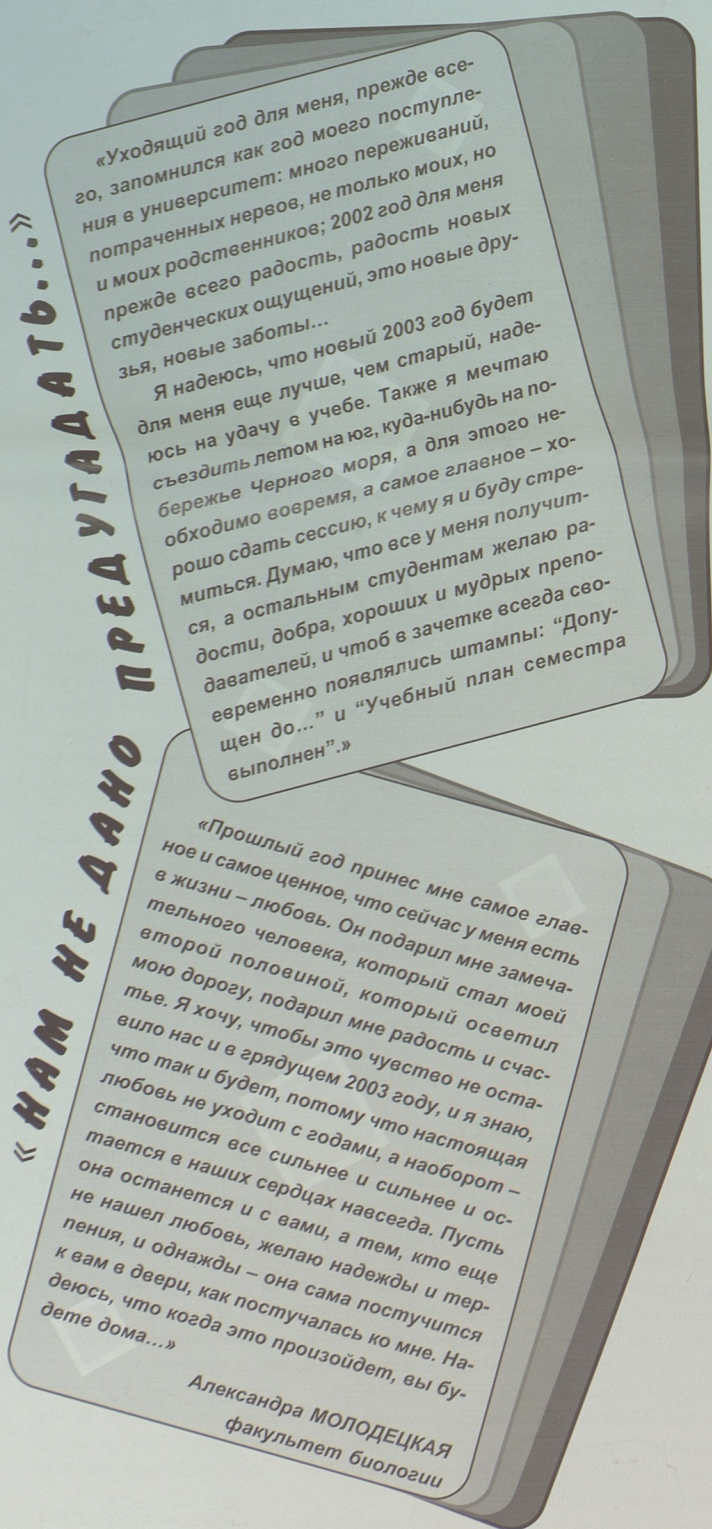 «НАМ НЕ ДАНО ПРЕДУГАДАТЬ...»
«Уходящий год для меня, прежде все-
го, запомнился как год моего поступле-
ния в университет: много переживаний,
потраченных нервов, не только моих, но
и моих родственников; 2002 год для меня
прежде всего радость, радость новых
студенческих ощущений, это новые дру-
зья, новые заботы...
Я надеюсь, что новый 2003 год будет
для меня еще лучше, чем старый, наде-
юсь на удачу в учебе. Также я мечтаю
съездить летом на юг, куда-нибудь на по-
бережье Черного моря, а для этого не-
обходимо вовремя, а самое главное – хо-
рошо сдать сессию, к чему я и буду стре-
миться. Думаю, что все у меня получит-
ся, а остальным студентам желаю ра-
дости, добра, хороших и мудрых препо-
давателей, и чтоб в зачетке всегда сво-
евременно появлялись штампы: “Допу-
щен до...” и “Учебный план семестра
выполнен”.»
«Прошлый год принес мне самое глав-
ное и самое ценное, что сейчас у меня есть
в жизни – любовь. Он подарил мне замеча-
тельного человека, который стал моей
второй половиной, который осветил
мою дорогу, подарил мне радость и счас-
тье. Я хочу, чтобы это чувство не оста-
вило нас и в грядущем 2003 году, и я знаю,
что так и будет, потому что настоящая
любовь не уходит с годами, а наоборот –
становится все сильнее и сильнее и ос-
тается в наших сердцах навсегда. Пусть
она останется и с вами, а тем, кто еще
не нашел любовь, желаю надежды и тер-
пения, и однажды – она сама постучится
к вам в двери, как постучалась ко мне. На-
деюсь, что когда это произойдет, вы бу-
дете дома...»
Александра МОЛОДЕЦКАЯ
факультет биологии